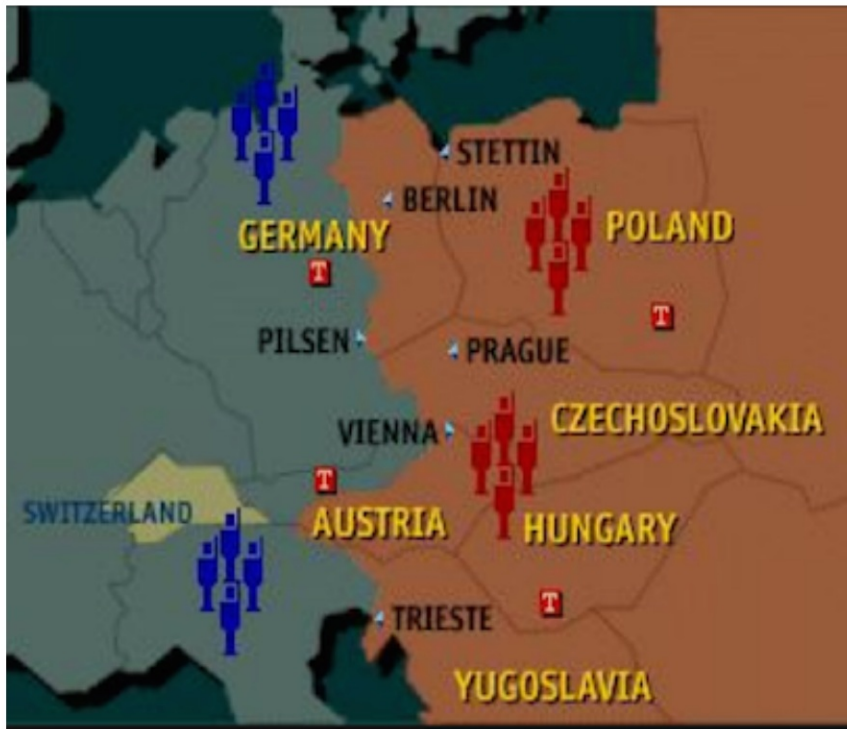 STETTIN
BERLIN
GERMANY
POLAND
T
T
PILSEN
PRAGUE
VIENNA
CZECHOSLOVAKIA
T
SWITZERLAND
AUSTRIA
HUNGARY
T
TRIESTE
YUGOSLAVIA